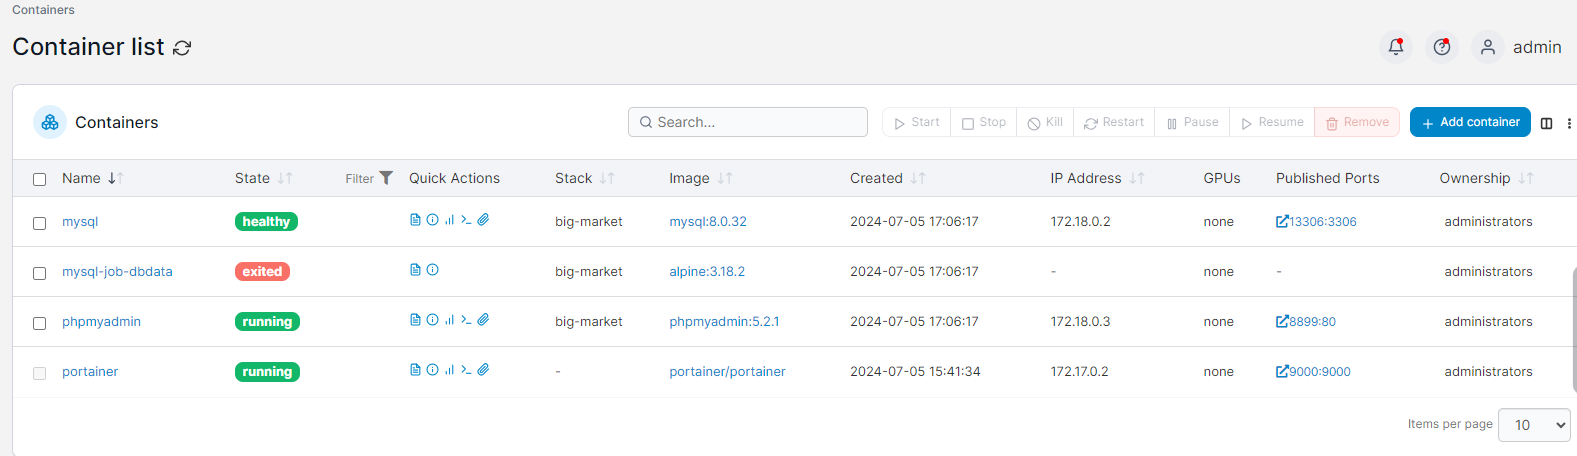 Containers
Container list
admin
Containers
Search...
Start Stop Kill Restart Pause Resume Remove Add container
Name State Filter Quick Actions Stack Image Created IP Address GPUs Published Ports Ownership
mysql healthy big-market mysql:8.0.32 2024-07-05 17:06:17 172.18.0.2 none 13306:3306 administrators
mysql-job-dbdata exited big-market alpine:3.18.2 2024-07-05 17:06:17 - none - administrators
phpmyadmin running big-market phpmyadmin:5.2.1 2024-07-05 17:06:17 172.18.0.3 none 8899:80 administrators
portainer running - portainer/portainer 2024-07-05 15:41:34 172.17.0.2 none 9000:9000 administrators
Items per page 10